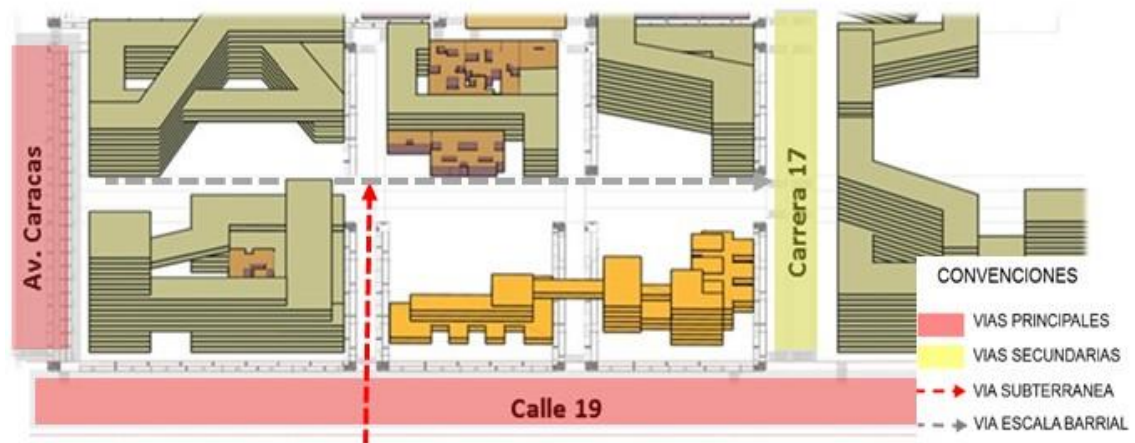 Av. Caracas
Carrera 17
Calle 19
CONVENCIONES
VIAS PRINCIPALES
VIAS SECUNDARIAS
VIA SUBTERRANEA
VIA ESCALA BARRIAL